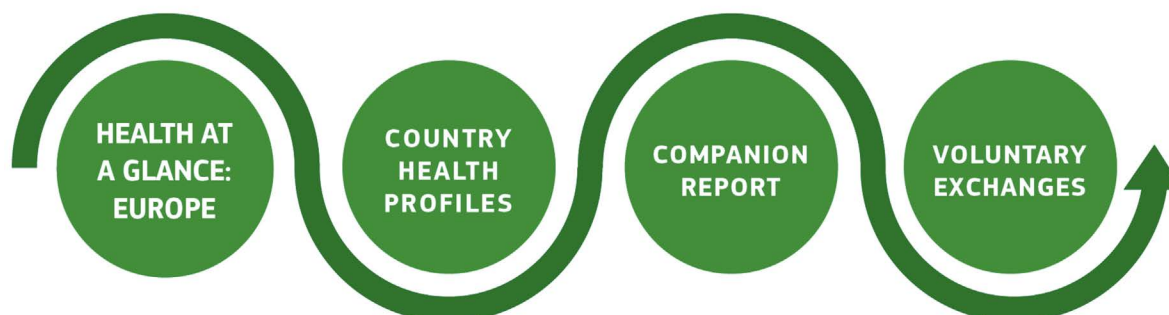 HEALTH AT
A GLANCE:
EUROPE
COUNTRY
HEALTH
PROFILES
COMPANION
REPORT
VOLUNTARY
EXCHANGES